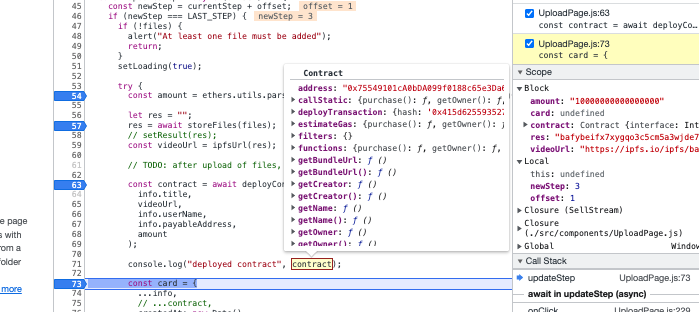 45 const newStep = currentStep + offset; offset = 1
46 if (newStep === LAST_STEP) { newStep = 3
47 if (!files) {
48 alert("At least one file must be added");
49 return;
50 }
51 setLoading(true);
52
53 try {
54 const amount = ethers.utils.pars
55
56 let res = "";
57 res = await storeFiles(files);
58 // setResult(res);
59 const videoUrl = ipfsUrl(res);
60
61 // TODO: after upload of files,
62
63 const contract = await deployCon
64 info.title,
65 videoUrl,
66 info.userName,
67 info.payableAddress,
68 amount
69 );
70
71 console.log("deployed contract", contract);
72
73 const card = {
74 ...info,
75 // ...contract,
Contract
address: "0x75549101cA0bDA099f0188c65e3Da6
callStatic: {purchase(): ƒ, getOwner(): ƒ,
deployTransaction: {hash: '0x415d625593527
estimateGas: {purchase(): ƒ, getOwner(): ƒ
filters: {}
functions: {purchase(): ƒ, getOwner(): ƒ,
getBundleUrl: ƒ ()
getBundleUrl(): ƒ ()
getCreator: ƒ ()
getCreator(): ƒ ()
getName: ƒ ()
getName(): ƒ ()
getOwner: ƒ ()
getOwner(): ƒ ()
e page
s with
rom a
folder
more
UploadPage.js:63
const contract = await deployCo…
UploadPage.js:73
const card = {
Scope
Block
amount: "10000000000000000"
card: undefined
contract: Contract {interface: Int
res: "bafybeifx7xygqo3c5cm5a3wjde7
videoUrl: "https://ipfs.io/ipfs/ba
Local
this: undefined
newStep: 3
offset: 1
Closure (SellStream)
Closure
(./src/components/UploadPage.js)
Global Windo
Call Stack
updateStep UploadPage.js:73
await in updateStep (async)
onClick UploadPage.js:229